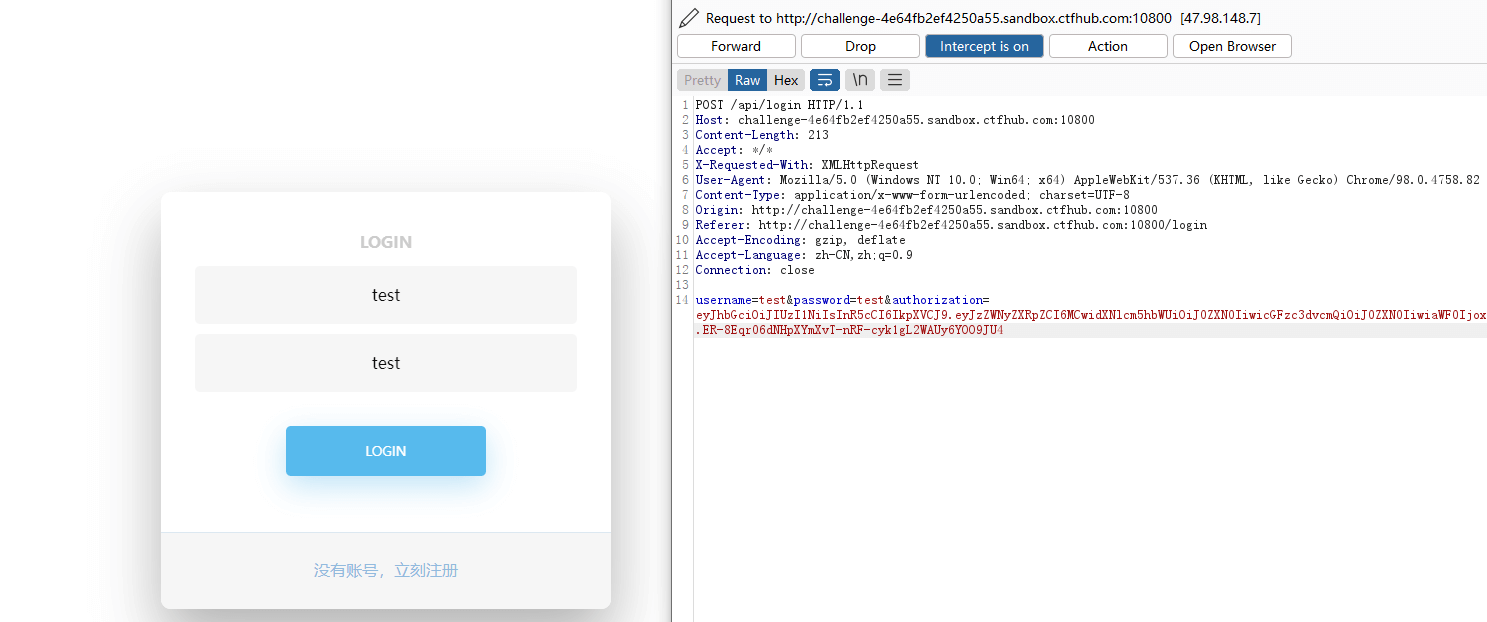 LOGIN
test
test
LOGIN
没有账号，立刻注册
Request to http://challenge-4e64fb2ef4250a55.sandbox.ctfhub.com:10800 [47.98.148.7]
Forward Drop Intercept is on Action Open Browser
Pretty Raw Hex \n
1 POST /api/login HTTP/1.1
2 Host: challenge-4e64fb2ef4250a55.sandbox.ctfhub.com:10800
3 Content-Length: 213
4 Accept: */*
5 X-Requested-With: XMLHttpRequest
6 User-Agent: Mozilla/5.0 (Windows NT 10.0; Win64; x64) AppleWebKit/537.36 (KHTML, like Gecko) Chrome/98.0.4758.82
7 Content-Type: application/x-www-form-urlencoded; charset=UTF-8
8 Origin: http://challenge-4e64fb2ef4250a55.sandbox.ctfhub.com:10800
9 Referer: http://challenge-4e64fb2ef4250a55.sandbox.ctfhub.com:10800/login
10 Accept-Encoding: gzip, deflate
11 Accept-Language: zh-CN,zh;q=0.9
12 Connection: close
13
14 username=test&password=test&authorization=
eyJhbGciOiJIUzI1NiIsInR5cCI6IkpXVCJ9.eyJzZWNyZXRpZCI6MCwidXNlcm5hbWUiOiJ0ZXN0IiwicGFzc3dvcmQiOiJ0ZXN0IiwiaWF0Ijox
.ER-8Eqr06dNHpXYmXvT-nRF-cyk1gL2WAUy6YOO9JU4